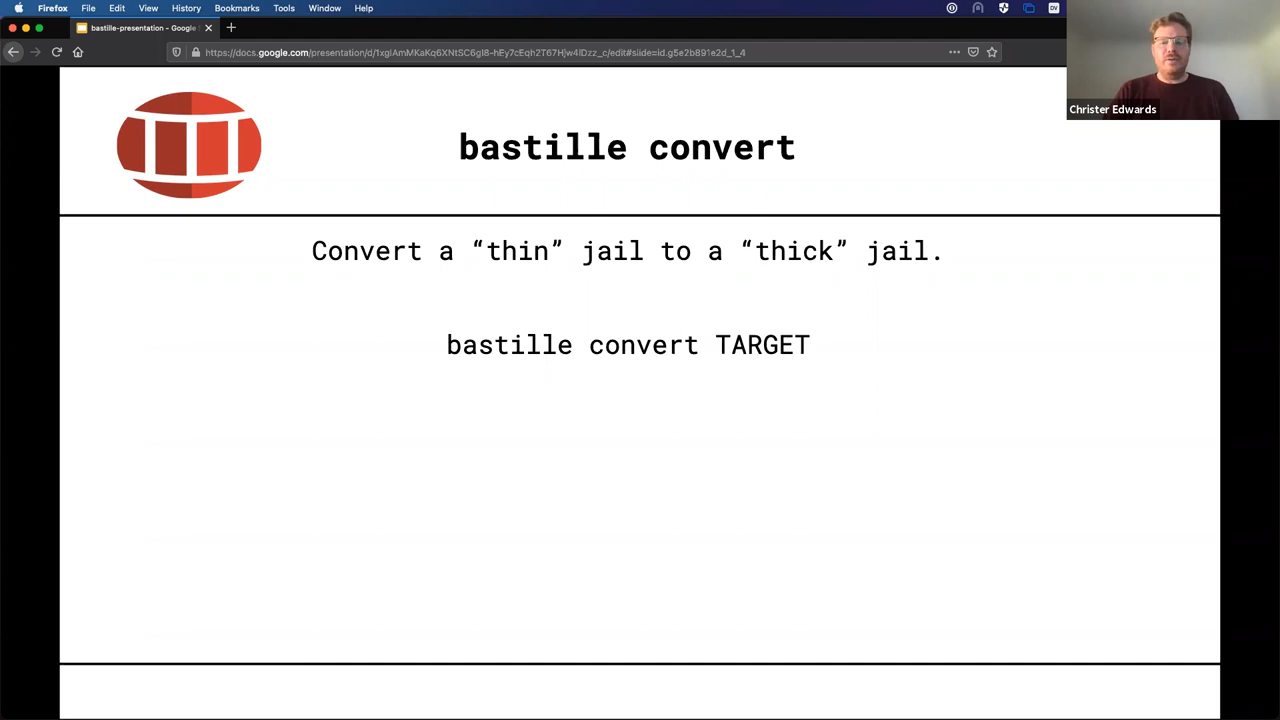 Firefox File Edit View History Bookmarks Tools Window Help
bastille-presentation - Google
Christer Edwards
bastille convert
Convert a “thin” jail to a “thick” jail.
bastille convert TARGET